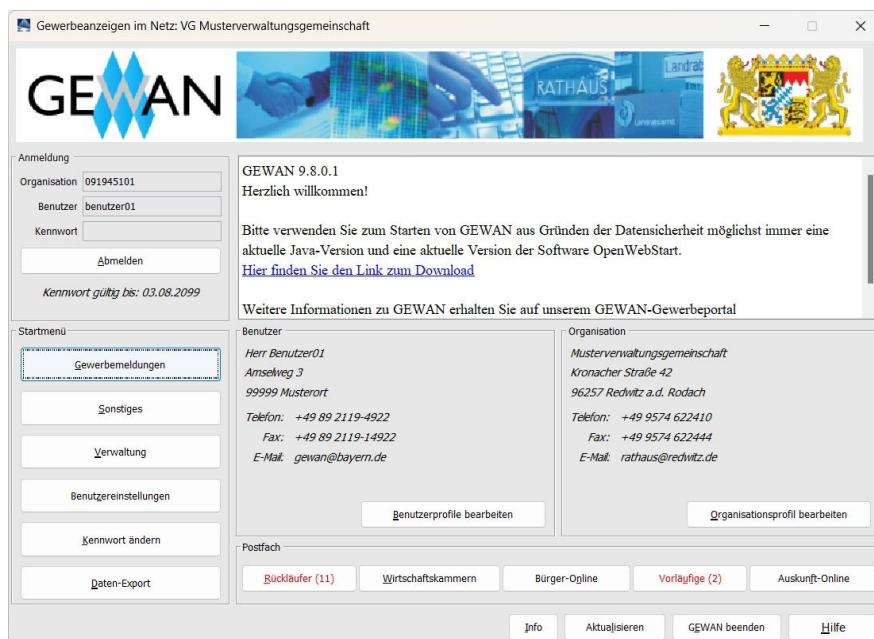 Gewerbeanzeigen im Netz: VG Musterverwaltungsgemeinschaft
GEWAN
RATHAUS
Landrat
Landratsamt
Anmeldung
Organisation 091945101
Benutzer benutzer01
Kennwort
Abmelden
Kennwort gültig bis: 03.08.2099
GEWAN 9.8.0.1
Herzlich willkommen!
Bitte verwenden Sie zum Starten von GEWAN aus Gründen der Datensicherheit möglichst immer eine
aktuelle Java-Version und eine aktuelle Version der Software OpenWebStart.
Hier finden Sie den Link zum Download
Weitere Informationen zu GEWAN erhalten Sie auf unserem GEWAN-Gewerbeportal
Startmenü
Gewerbemeldungen
Sonstiges
Verwaltung
Benutzereinstellungen
Kennwort ändern
Daten-Export
Benutzer
Herr Benutzer01
Amselweg 3
99999 Musterort
Telefon: +49 89 2119-4922
Fax: +49 89 2119-14922
E-Mail: gewan@bayern.de
Benutzerprofile bearbeiten
Organisation
Musterverwaltungsgemeinschaft
Kronacher Straße 42
96257 Redwitz a.d. Rodach
Telefon: +49 9574 622410
Fax: +49 9574 622444
E-Mail: rathaus@redwitz.de
Organisationsprofil bearbeiten
Postfach
Rückläufer (11)
Wirtschaftskammern
Bürger-Online
Vorläufige (2)
Auskunft-Online
Info
Aktualisieren
GEWAN beenden
Hilfe